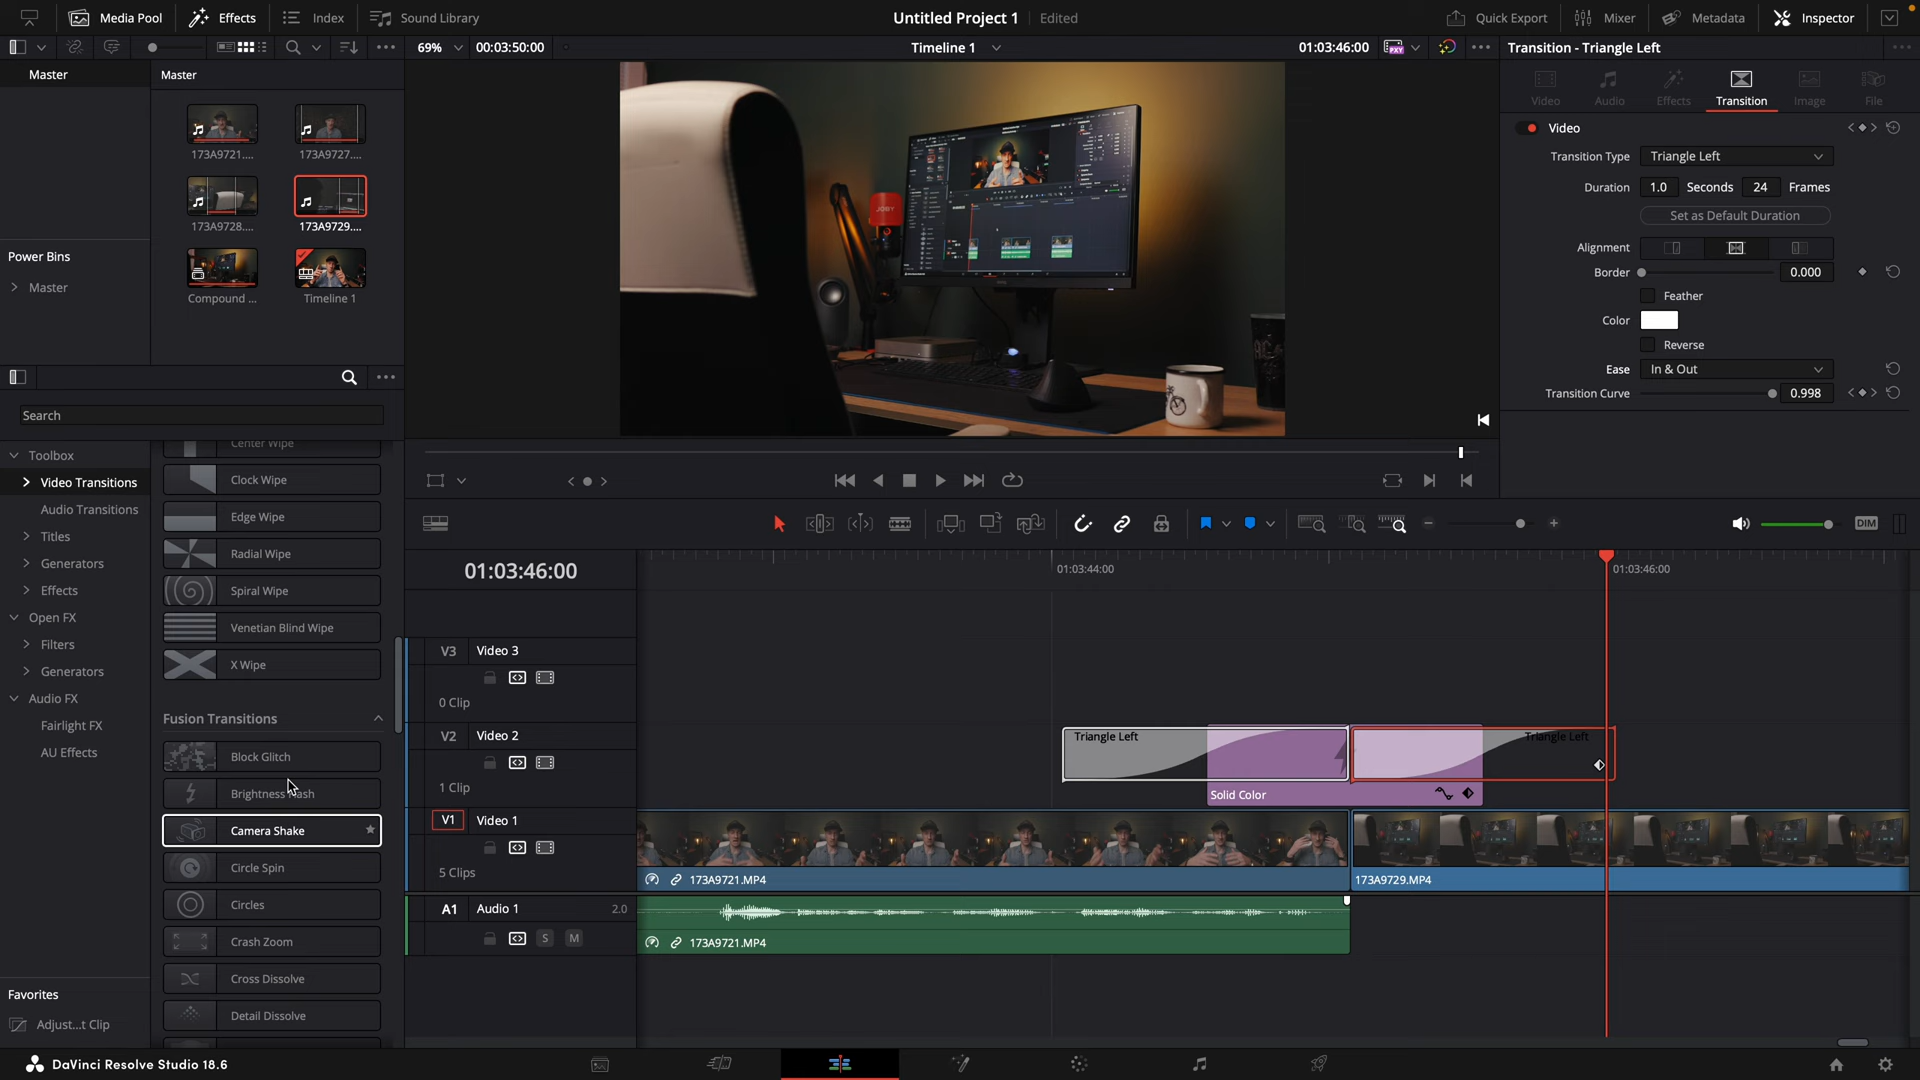 Media Pool
Effects
Index
Sound Library
Untitled Project 1
Edited
Quick Export
Mixer
Metadata
Inspector
69%
00:03:50:00
Timeline 1
01:03:46:00
PXY
Transition - Triangle Left
Master
Master
Video
Audio
Effects
Transition
Image
File
173A9721....
173A9727....
173A9728....
173A9729....
Compound ...
Timeline 1
Power Bins
Master
Video
Transition Type
Triangle Left
Duration
1.0
Seconds
24
Frames
Set as Default Duration
Alignment
Border
0.000
Feather
Color
Reverse
Ease
In & Out
Transition Curve
0.998
JOBY
Search
Toolbox
Video Transitions
Audio Transitions
Titles
Generators
Effects
Open FX
Filters
Generators
Audio FX
Fairlight FX
AU Effects
Favorites
Adjust...t Clip
Center Wipe
Clock Wipe
Edge Wipe
Radial Wipe
Spiral Wipe
Venetian Blind Wipe
X Wipe
Fusion Transitions
Block Glitch
Brightness
Camera Shake
Circle Spin
Circles
Crash Zoom
Cross Dissolve
Detail Dissolve
DIM
01:03:46:00
01:03:44:00
01:03:46:00
V3
Video 3
0 Clip
V2
Video 2
1 Clip
Triangle Left
Triangle Left
Solid Color
V1
Video 1
5 Clips
173A9721.MP4
173A9729.MP4
A1
Audio 1
2.0
S
M
173A9721.MP4
DaVinci Resolve Studio 18.6